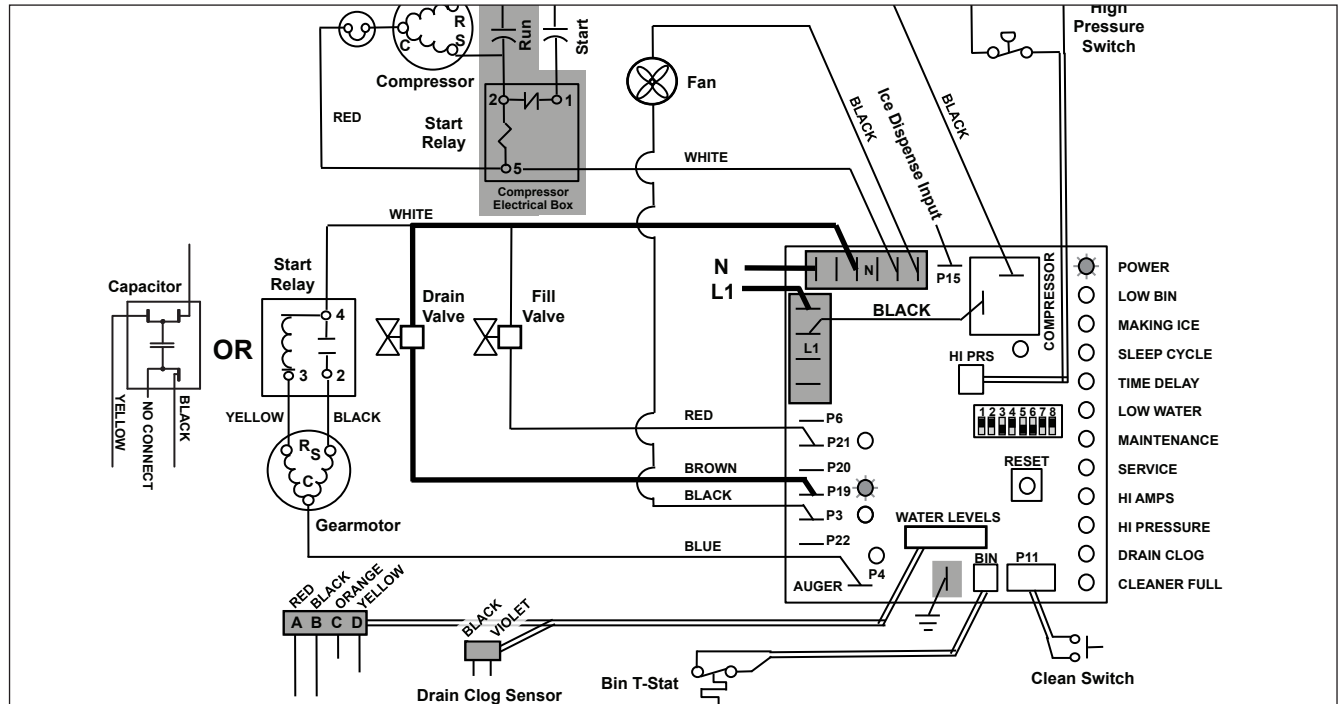 High
Pressure
Switch
R
S
C
Compressor
Run
Start
Fan
RED
2
1
5
Start
Relay
Compressor
Electrical Box
WHITE
BLACK
Ice Dispense Input
BLACK
WHITE
Capacitor
YELLOW
NO CONNECT
BLACK
OR
Start
Relay
4
3
2
YELLOW
BLACK
R
S
C
Gearmotor
Drain
Valve
Fill
Valve
N
L1
N
P15
L1
BLACK
COMPRESSOR
HI PRS
1 2 3 4 5 6 7 8
RESET
RED
BROWN
BLACK
BLUE
P6
P21
P20
P19
P3
P22
P4
AUGER
WATER LEVELS
BIN
P11
POWER
LOW BIN
MAKING ICE
SLEEP CYCLE
TIME DELAY
LOW WATER
MAINTENANCE
SERVICE
HI AMPS
HI PRESSURE
DRAIN CLOG
CLEANER FULL
RED
BLACK
ORANGE
YELLOW
A B C D
BLACK
VIOLET
Drain Clog Sensor
Bin T-Stat
Clean Switch